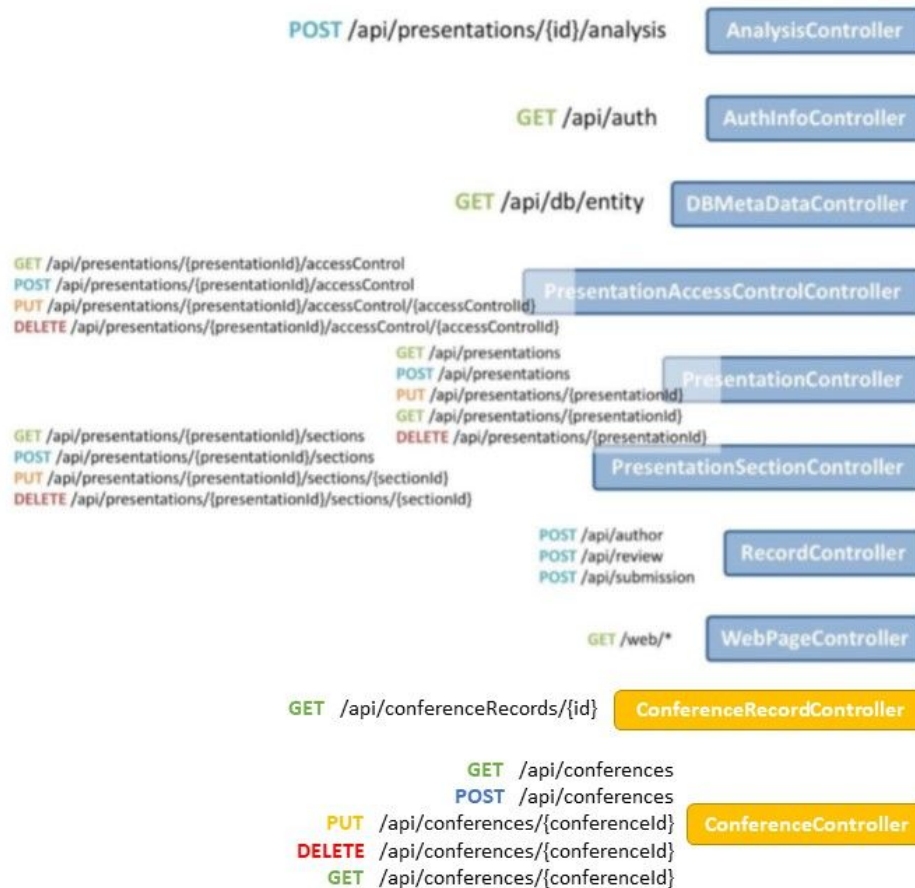 POST /api/presentations/{id}/analysis AnalysisController
GET /api/auth AuthInfoController
GET /api/db/entity DBMetaDataController
GET /api/presentations/{presentationId}/accessControl
POST /api/presentations/{presentationId}/accessControl
PresentationAccessControlController
PUT /api/presentations/{presentationId}/accessControl/{accessControlId}
DELETE /api/presentations/{presentationId}/accessControl/{accessControlId}
GET /api/presentations
POST /api/presentations
PresentationController
PUT /api/presentations/{presentationId}
GET /api/presentations/{presentationId}
DELETE /api/presentations/{presentationId}
GET /api/presentations/{presentationId}/sections
POST /api/presentations/{presentationId}/sections
PUT /api/presentations/{presentationId}/sections/{sectionId}
DELETE /api/presentations/{presentationId}/sections/{sectionId}
PresentationSectionController
POST /api/author
POST /api/review
POST /api/submission
RecordController
GET /web/* WebPageController
GET /api/conferenceRecords/{id} ConferenceRecordController
GET /api/conferences
POST /api/conferences
PUT /api/conferences/{conferenceId}
DELETE /api/conferences/{conferenceId}
GET /api/conferences/{conferenceId}
ConferenceController